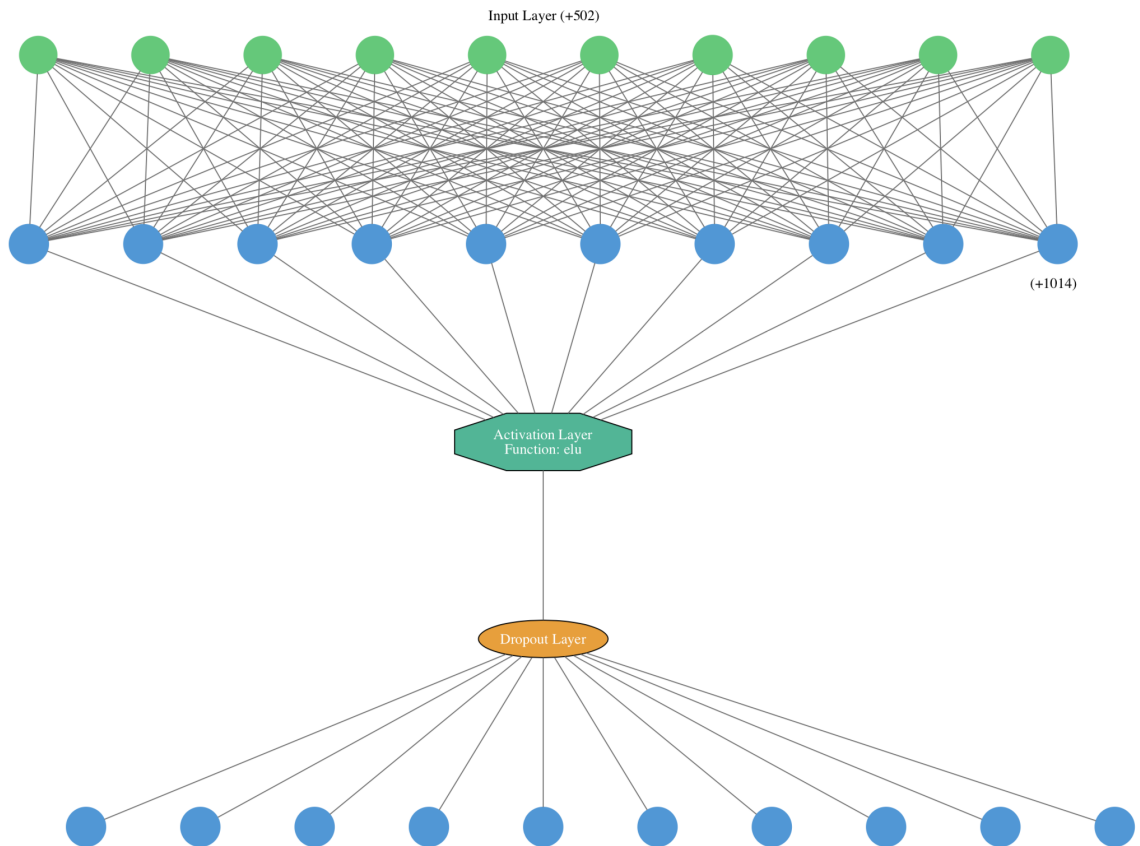 Input Layer (+502)
(+1014)
Activation Layer
Function: elu
Dropout Layer